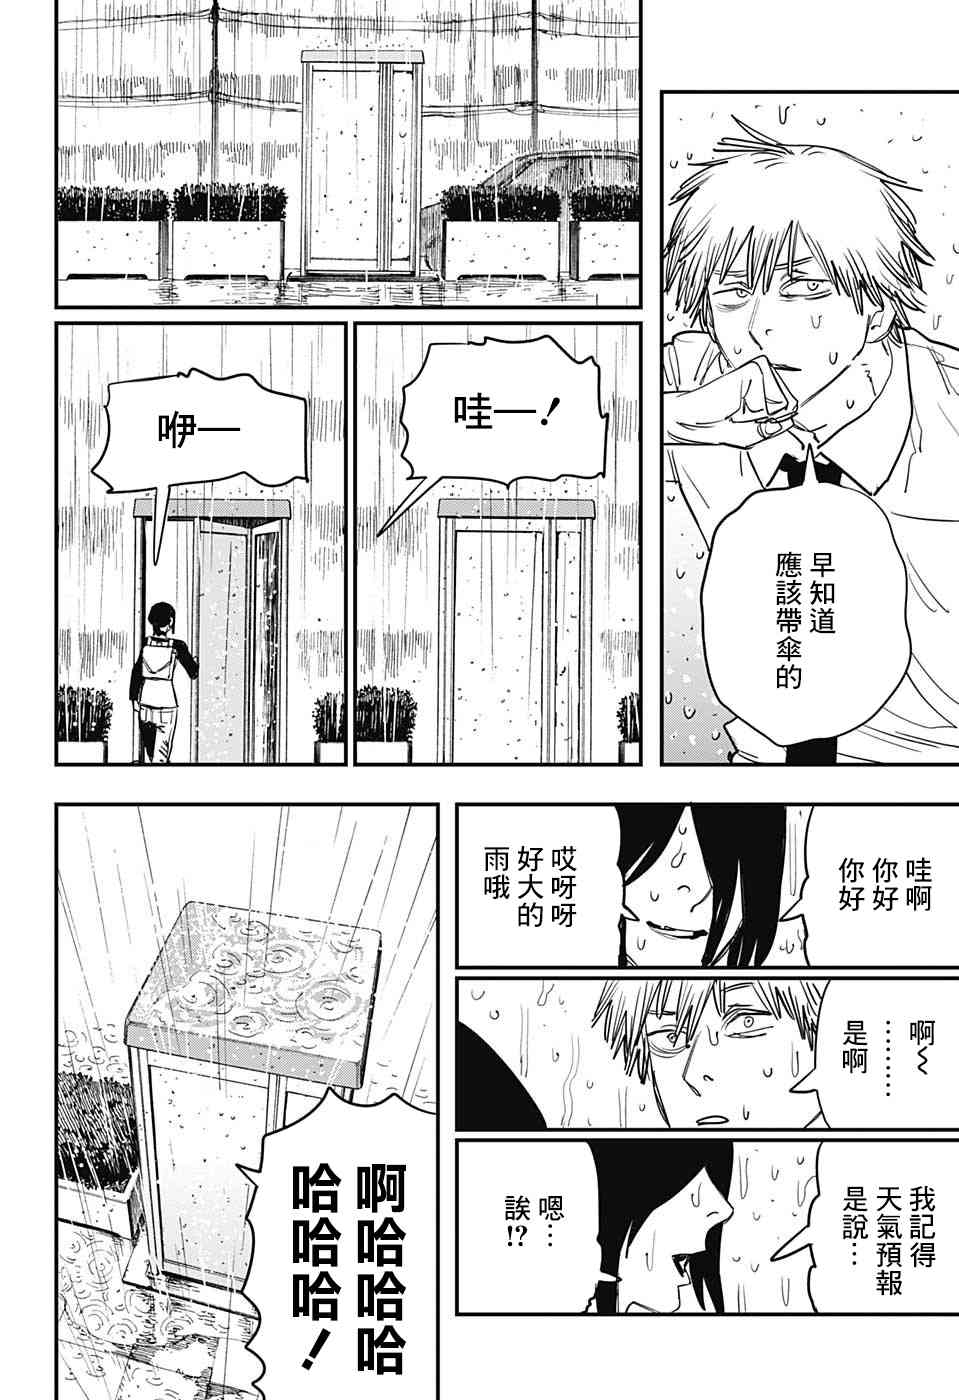 早知道
應該帶傘的
哇—!
咿—
哇啊
你好
你好
哎呀呀
好大的
雨哦
啊~
………
是啊
我記得
天氣預報
是說…
嗯…
誒!?
啊哈哈哈
哈哈哈!